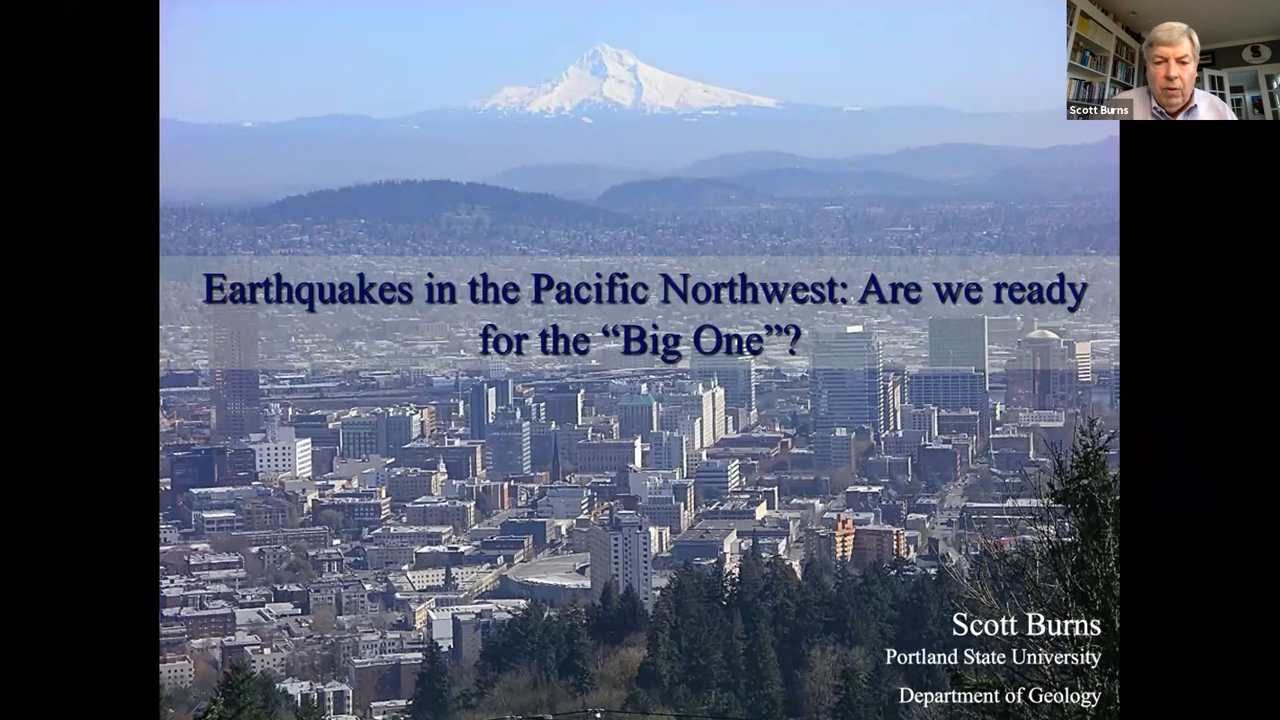 Scott Burns
Earthquakes in the Pacific Northwest: Are we ready
for the “Big One”?
Scott Burns
Portland State University
Department of Geology